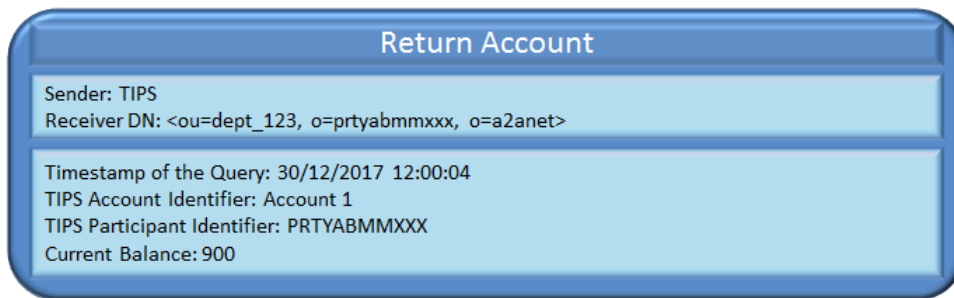 Return Account
Sender: TIPS
Receiver DN: <ou=dept_123, o=prtyabmmxxx, o=a2anet>
Timestamp of the Query: 30/12/2017 12:00:04
TIPS Account Identifier: Account 1
TIPS Participant Identifier: PRTYABMMXXX
Current Balance: 900